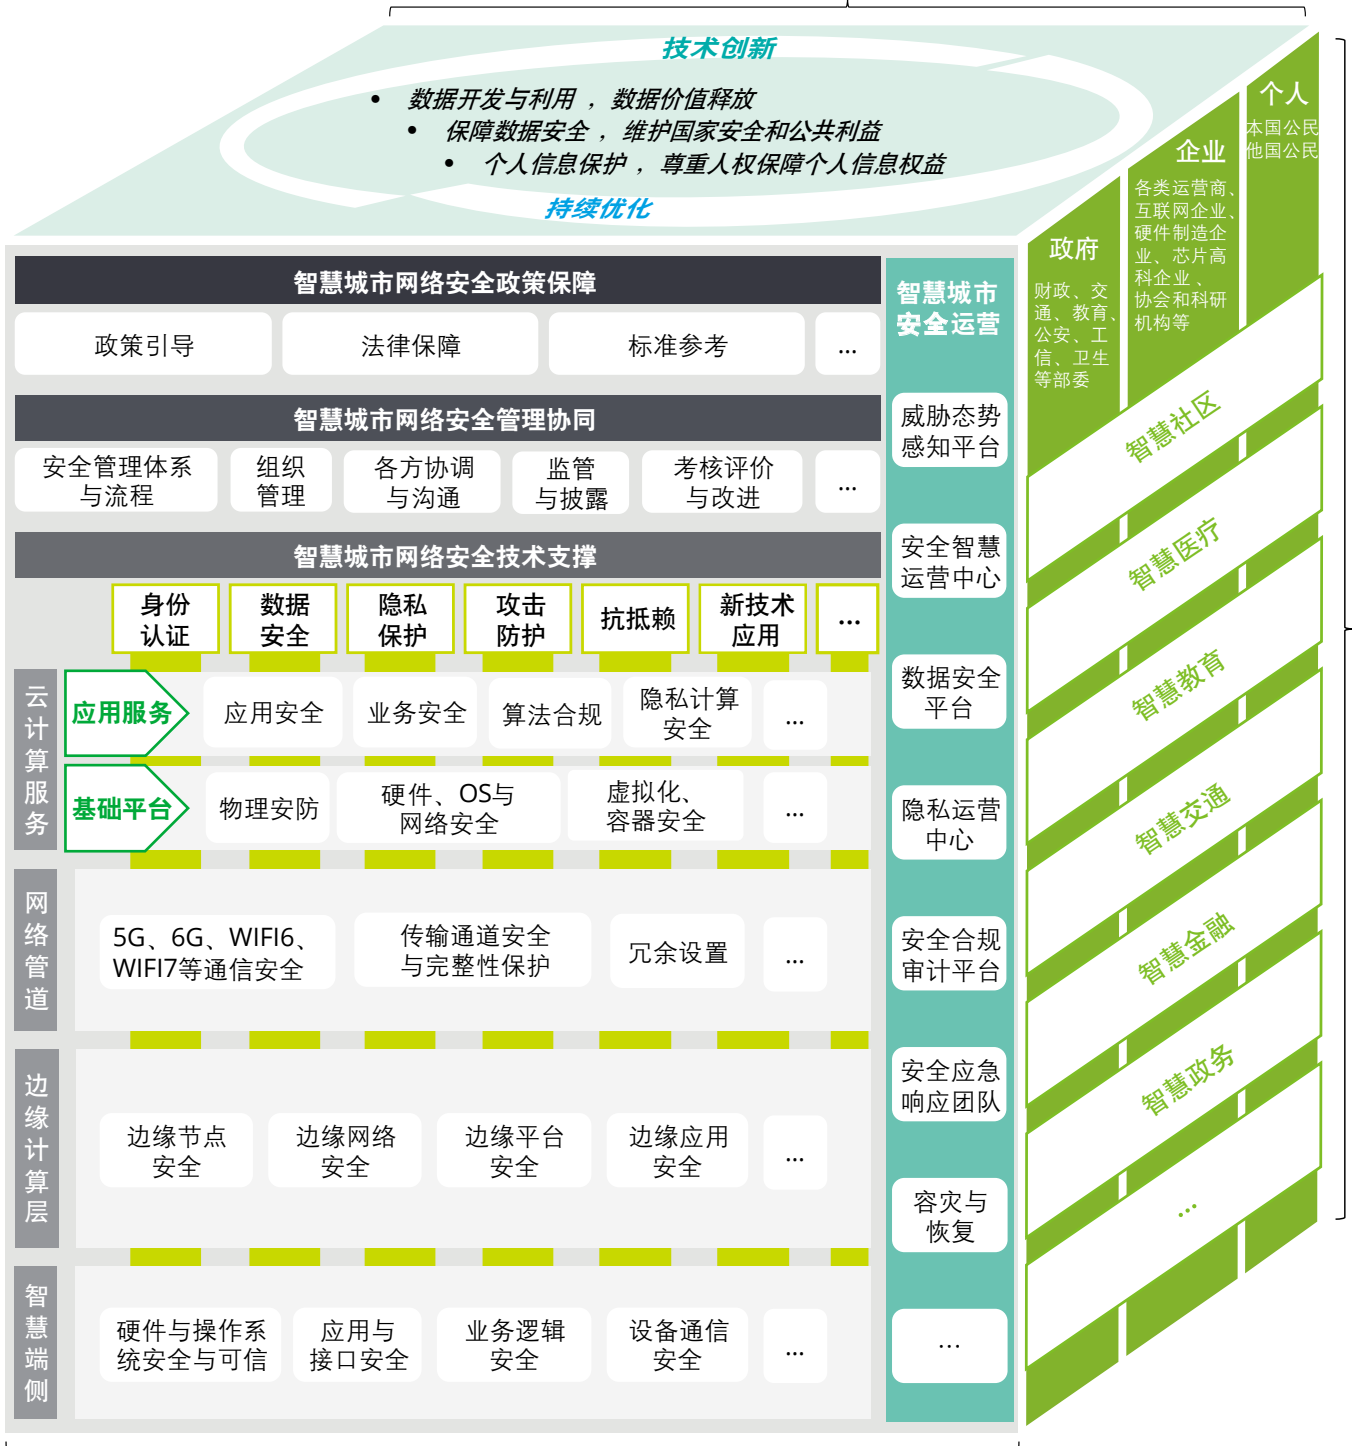 技术创新
• 数据开发与利用，数据价值释放
• 保障数据安全，维护国家安全和公共利益
• 个人信息保护，尊重人权保障个人信息权益
持续优化
个人
本国公民
他国公民
企业
各类运营商、
互联网企业、
硬件制造企
业、芯片高
科企业、
协会和科研
机构等
政府
财政、交
通、教育、
公安、工
信、卫生
等部委
智慧城市网络安全政策保障
政策引导
法律保障
标准参考
...
智慧城市网络安全管理协同
安全管理体系
与流程
组织
管理
各方协调
与沟通
监管
与披露
考核评价
与改进
...
智慧城市网络安全技术支撑
身份
认证
数据
安全
隐私
保护
攻击
防护
抗抵赖
新技术
应用
...
云计算服务
应用服务
应用安全
业务安全
算法合规
隐私计算
安全
...
基础平台
物理安防
硬件、OS与
网络安全
虚拟化、
容器安全
...
网络管道
5G、6G、WIFI6、
WIFI7等通信安全
传输通道安全
与完整性保护
冗余设置
...
边缘计算层
边缘节点
安全
边缘网络
安全
边缘平台
安全
边缘应用
安全
...
智慧端侧
硬件与操作系
统安全与可信
应用与
接口安全
业务逻辑
安全
设备通信
安全
...
智慧城市
安全运营
威胁态势
感知平台
安全智慧
运营中心
数据安全
平台
隐私运营
中心
安全合规
审计平台
安全应急
响应团队
容灾与
恢复
...
智慧社区
智慧医疗
智慧教育
智慧交通
智慧金融
智慧政务
...